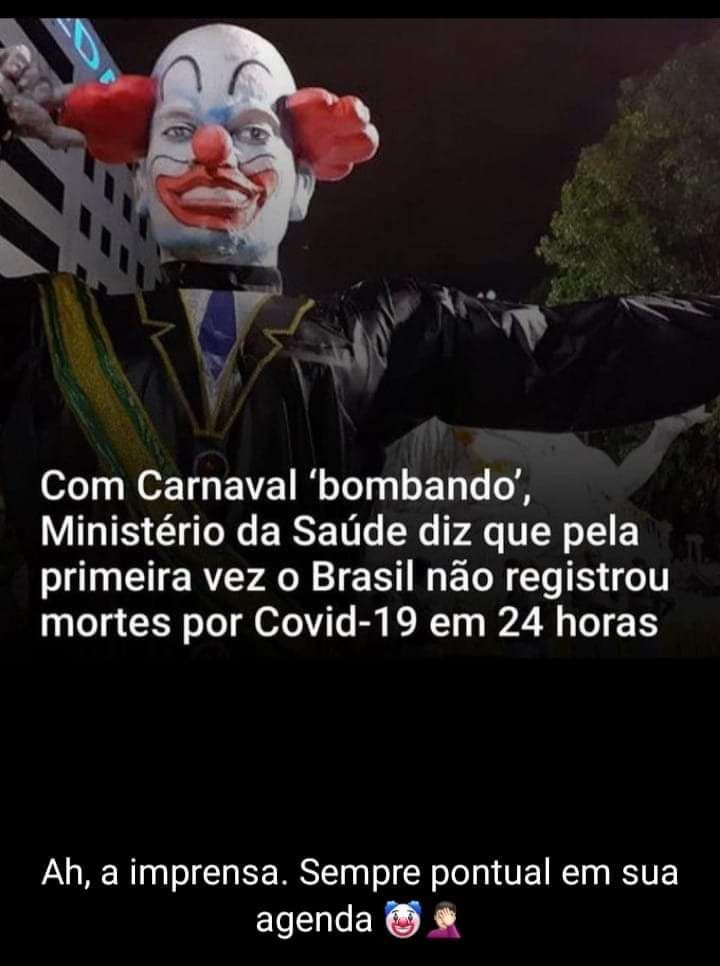 Com Carnaval ‘bombando’,
Ministério da Saúde diz que pela
primeira vez o Brasil não registrou
mortes por Covid-19 em 24 horas
Ah, a imprensa. Sempre pontual em sua
agenda 🤡🤦🏻‍♂️